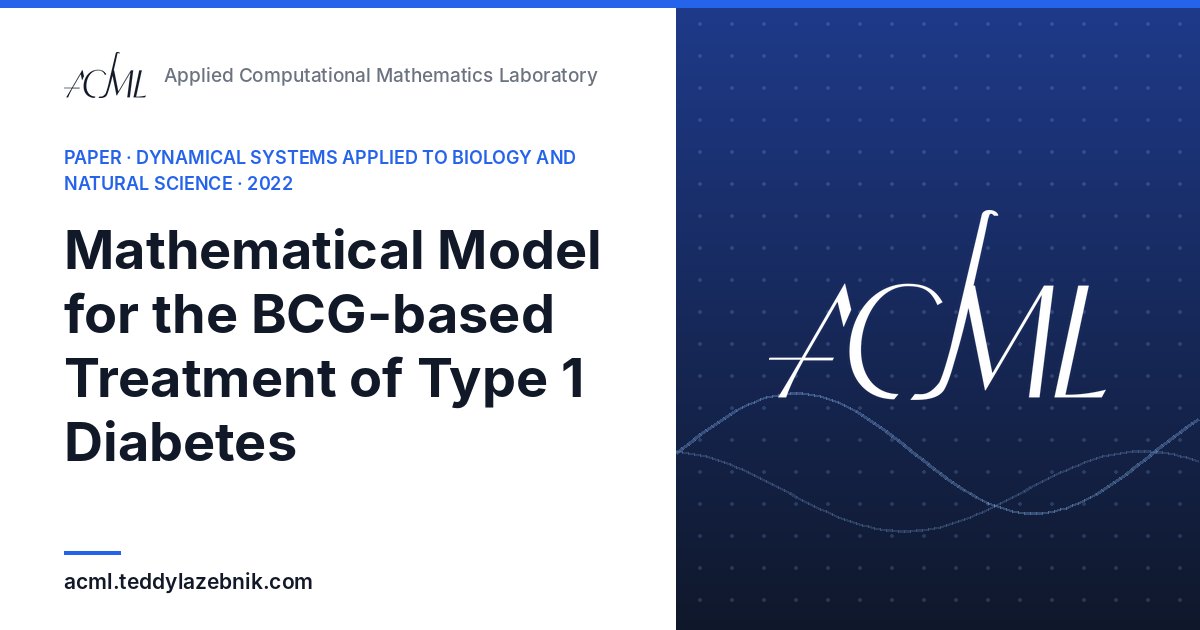 ACML Applied Computational Mathematics Laboratory
PAPER · DYNAMICAL SYSTEMS APPLIED TO BIOLOGY AND
NATURAL SCIENCE · 2022
Mathematical Model
for the BCG-based
Treatment of Type 1
Diabetes
acml.teddylazebnik.com
ACML